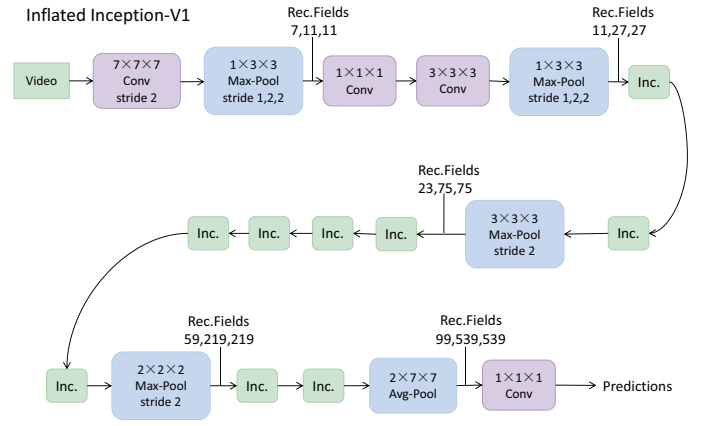 Inflated Inception-V1
Rec.Fields
7,11,11
Rec.Fields
11,27,27
Video
7×7×7
Conv
stride 2
1×3×3
Max-Pool
stride 1,2,2
1×1×1
Conv
3×3×3
Conv
1×3×3
Max-Pool
stride 1,2,2
Inc.
Rec.Fields
23,75,75
Inc.
Inc.
Inc.
Inc.
3×3×3
Max-Pool
stride 2
Inc.
Rec.Fields
59,219,219
Rec.Fields
99,539,539
Inc.
2×2×2
Max-Pool
stride 2
Inc.
Inc.
2×7×7
Avg-Pool
1×1×1
Conv
Predictions